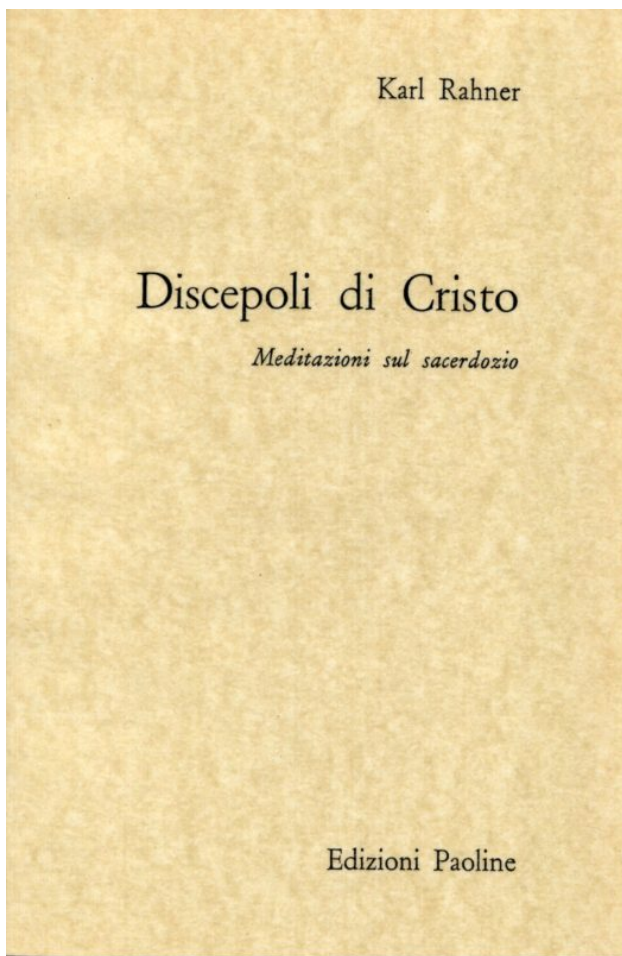 Karl Rahner
Discepoli di Cristo
Meditazioni sul sacerdozio
Edizioni Paoline